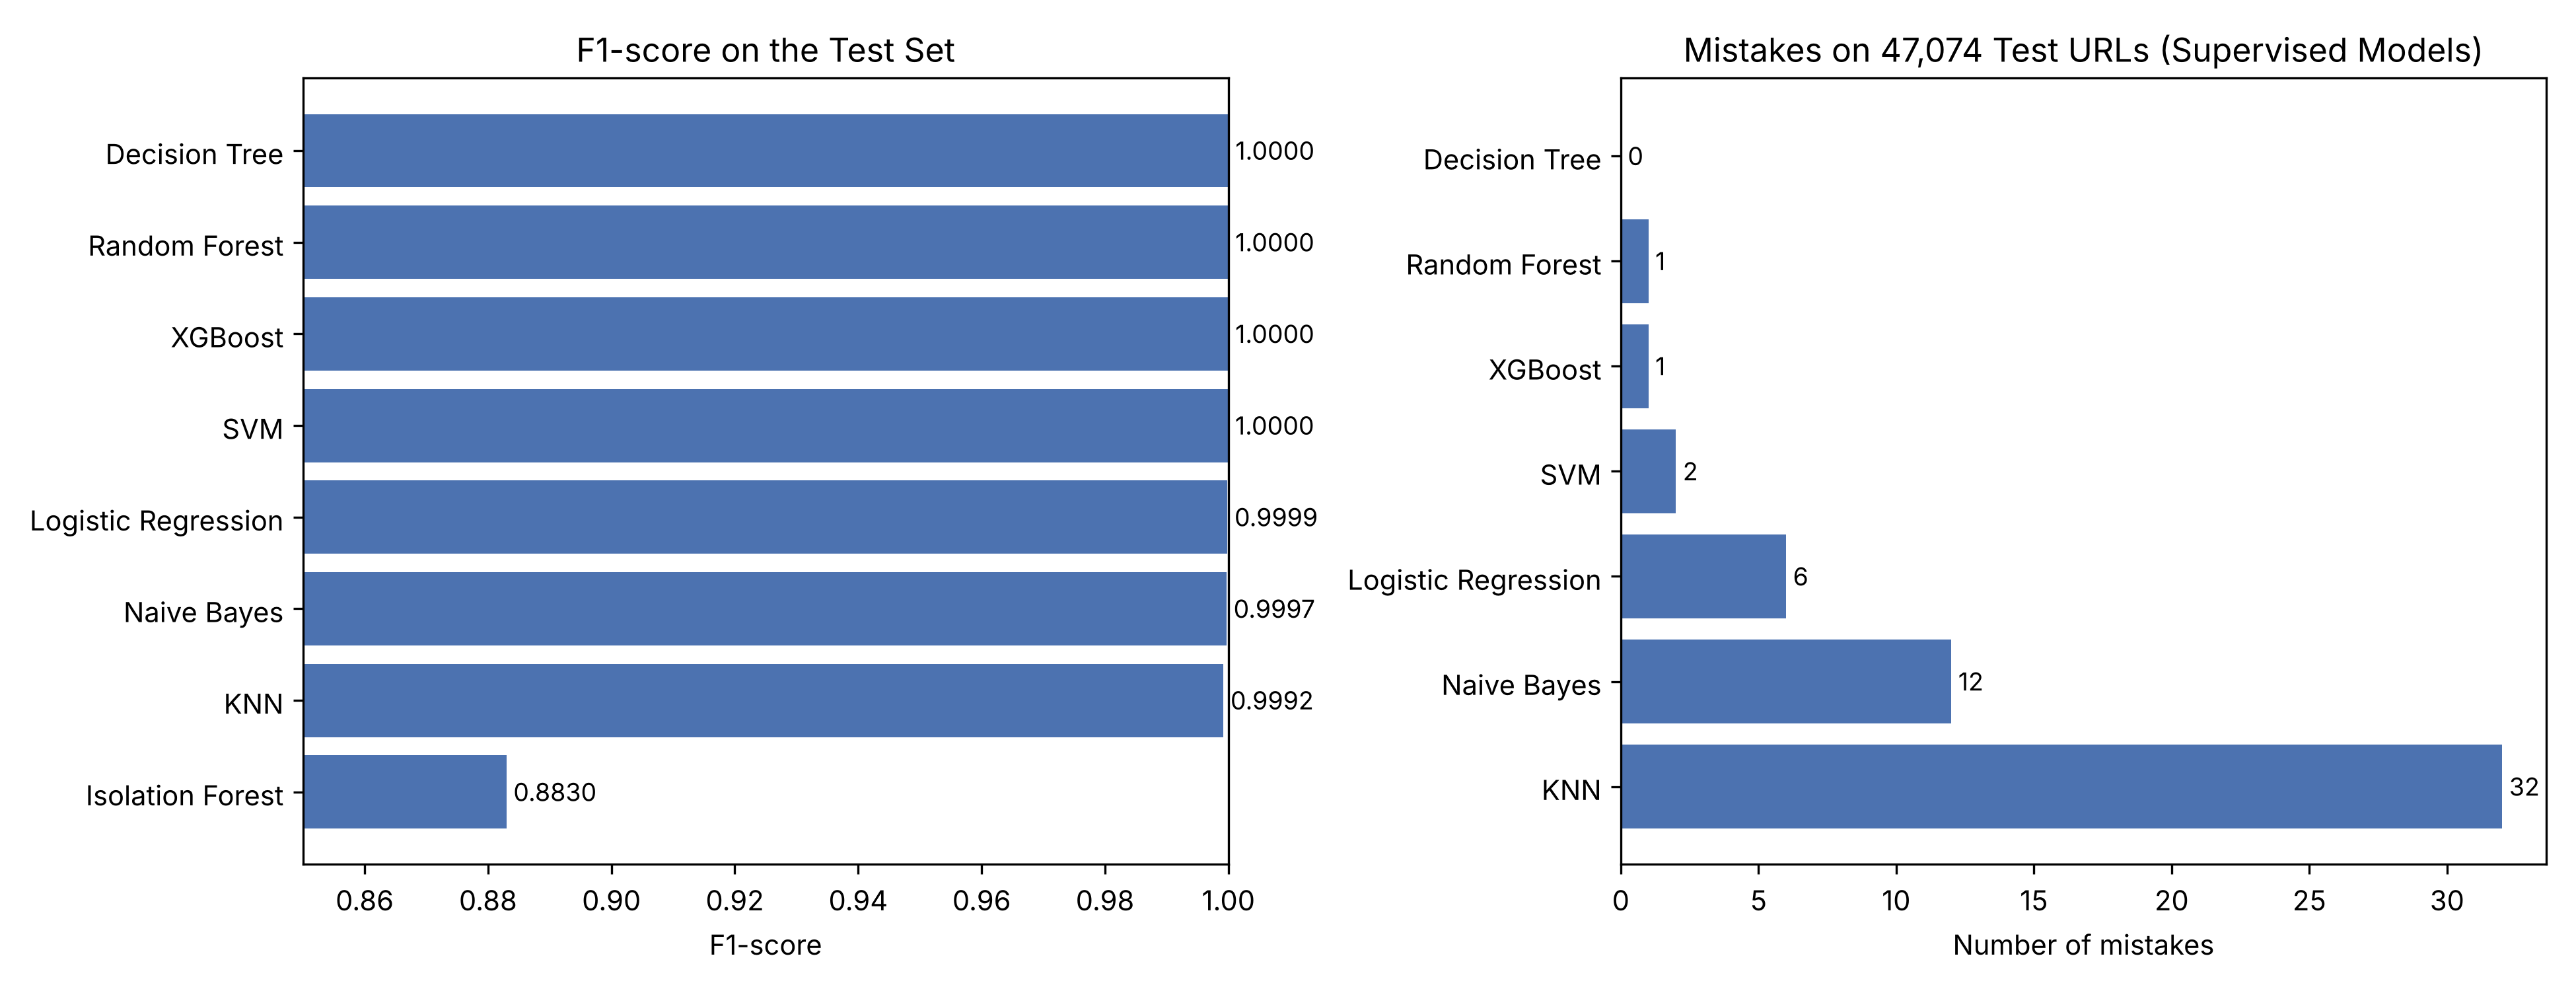 F1-score on the Test Set
Decision Tree 1.0000
Random Forest 1.0000
XGBoost 1.0000
SVM 1.0000
Logistic Regression 0.9999
Naive Bayes 0.9997
KNN 0.9992
Isolation Forest 0.8830
0.86 0.88 0.90 0.92 0.94 0.96 0.98 1.00
F1-score
Mistakes on 47,074 Test URLs (Supervised Models)
Decision Tree 0
Random Forest 1
XGBoost 1
SVM 2
Logistic Regression 6
Naive Bayes 12
KNN 32
0 5 10 15 20 25 30
Number of mistakes